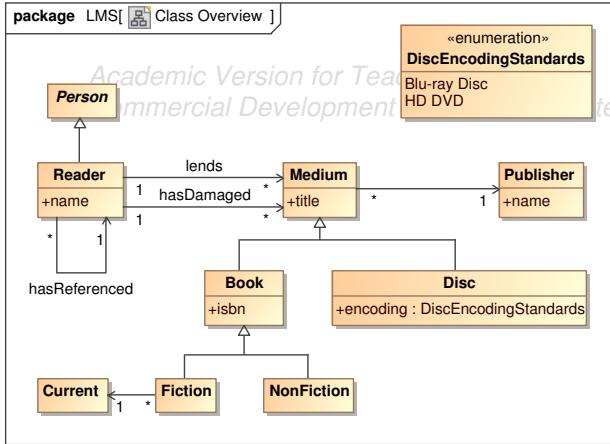 package LMS[ Class Overview ]
«enumeration»
DiscEncodingStandards
Blu-ray Disc
HD DVD
Academic Version for Tea
ommercial Development
Person
Reader
+name
lends
1
*
hasDamaged
1
*
Medium
+title
*
1
Publisher
+name
*
1
hasReferenced
Book
+isbn
Disc
+encoding : DiscEncodingStandards
Current
1
*
Fiction
NonFiction